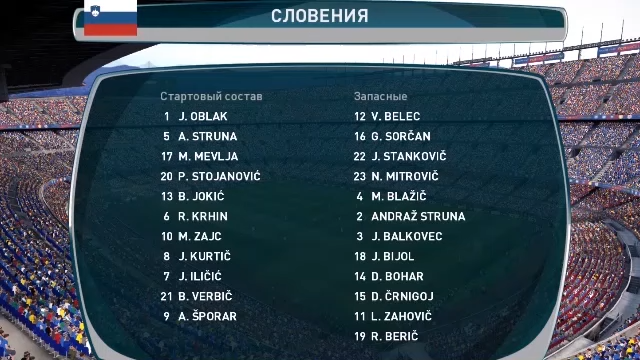 СЛОВЕНИЯ
Стартовый состав
1 J. OBLAK
5 A. STRUNA
17 M. MEVLJA
20 P. STOJANOVIĆ
13 B. JOKIĆ
6 R. KRHIN
10 M. ZAJC
8 J. KURTIČ
7 J. ILIČIĆ
21 B. VERBIČ
9 A. ŠPORAR
Запасные
12 V. BELEC
16 G. SORČAN
22 J. STANKOVIČ
23 N. MITROVIČ
4 M. BLAŽIČ
2 ANDRAŽ STRUNA
3 J. BALKOVEC
18 J. BIJOL
14 D. BOHAR
15 D. ČRNIGOJ
11 L. ZAHOVIČ
19 R. BERIČ